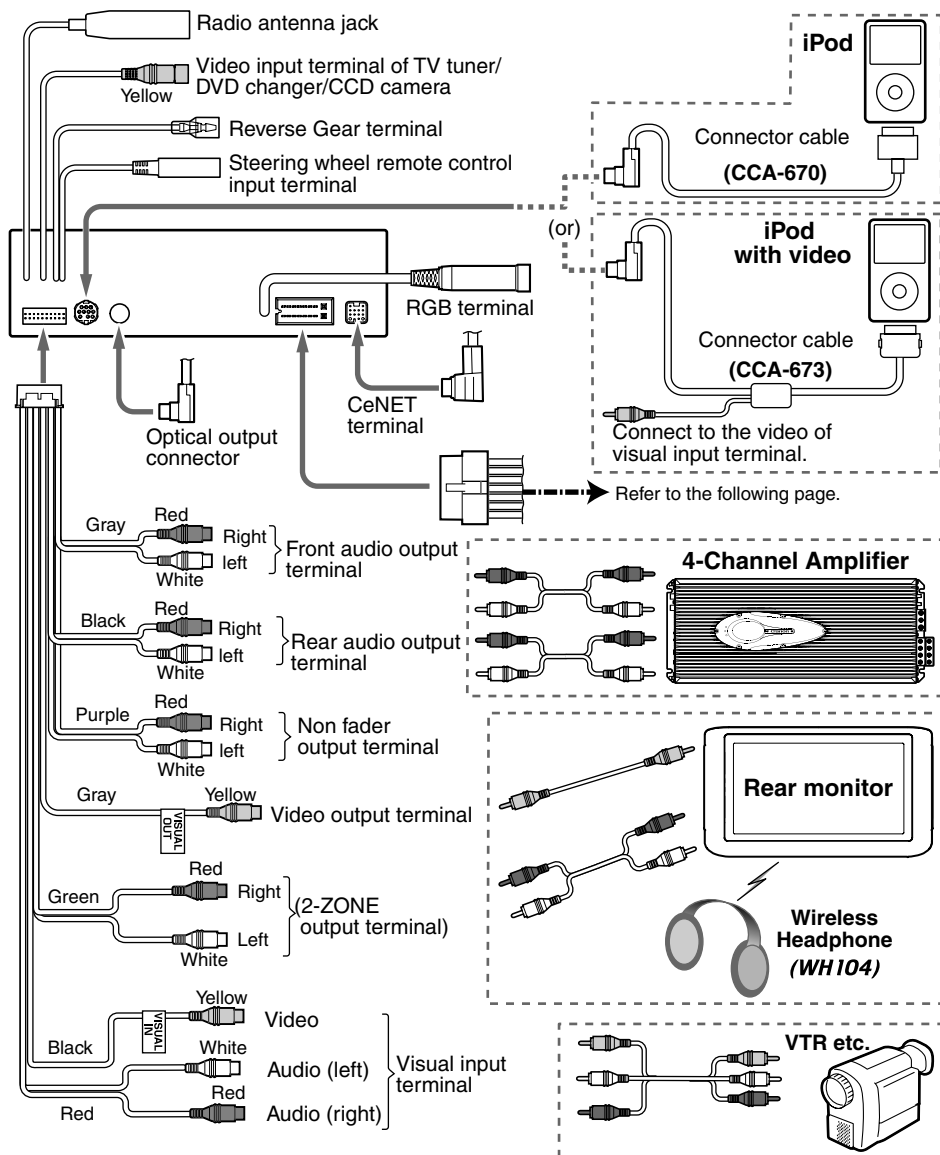 Radio antenna jack
Video input terminal of TV tuner/
DVD changer/CCD camera
Yellow
Reverse Gear terminal
Steering wheel remote control
input terminal
iPod
Connector cable
(CCA-670)
(or)
iPod
with video
Connector cable
(CCA-673)
Connect to the video of
visual input terminal.
RGB terminal
CeNET
terminal
Optical output
connector
Refer to the following page.
Gray
Red
Right
left
White
Front audio output
terminal
Black
Red
Right
left
White
Rear audio output
terminal
Purple
Red
Right
left
White
Non fader
output terminal
Gray
Yellow
VISUAL
OUT
Video output terminal
Green
Red
Right
Left
White
(2-ZONE
output terminal)
Black
Yellow
VISUAL
IN
Video
White
Audio (left)
Red
Red
Audio (right)
Visual input
terminal
4-Channel Amplifier
Rear monitor
Wireless
Headphone
(WH104)
VTR etc.